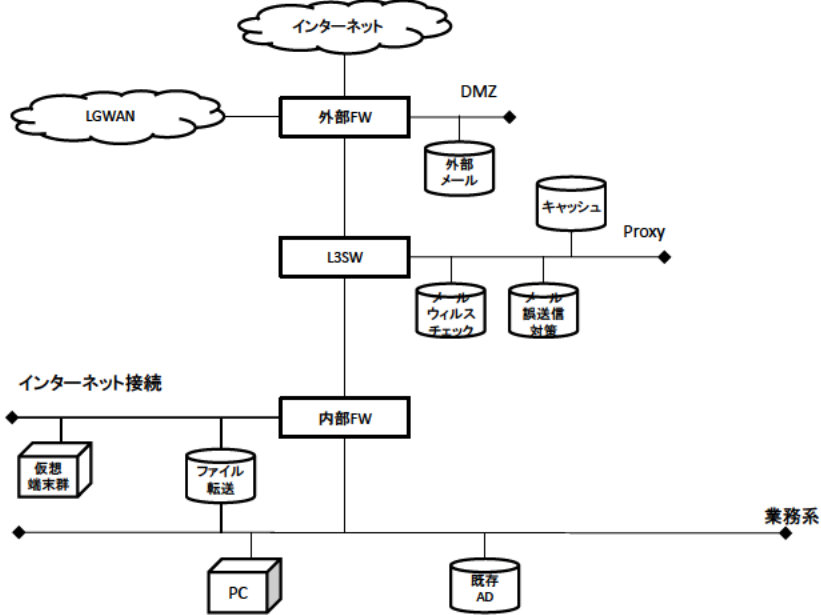 インターネット
LGWAN
外部FW
DMZ
外部
メール
キャッシュ
L3SW
Proxy
メール
ウィルス
チェック
メール
誤送信
対策
インターネット接続
内部FW
仮想
端末群
ファイル
転送
業務系
PC
既存
AD